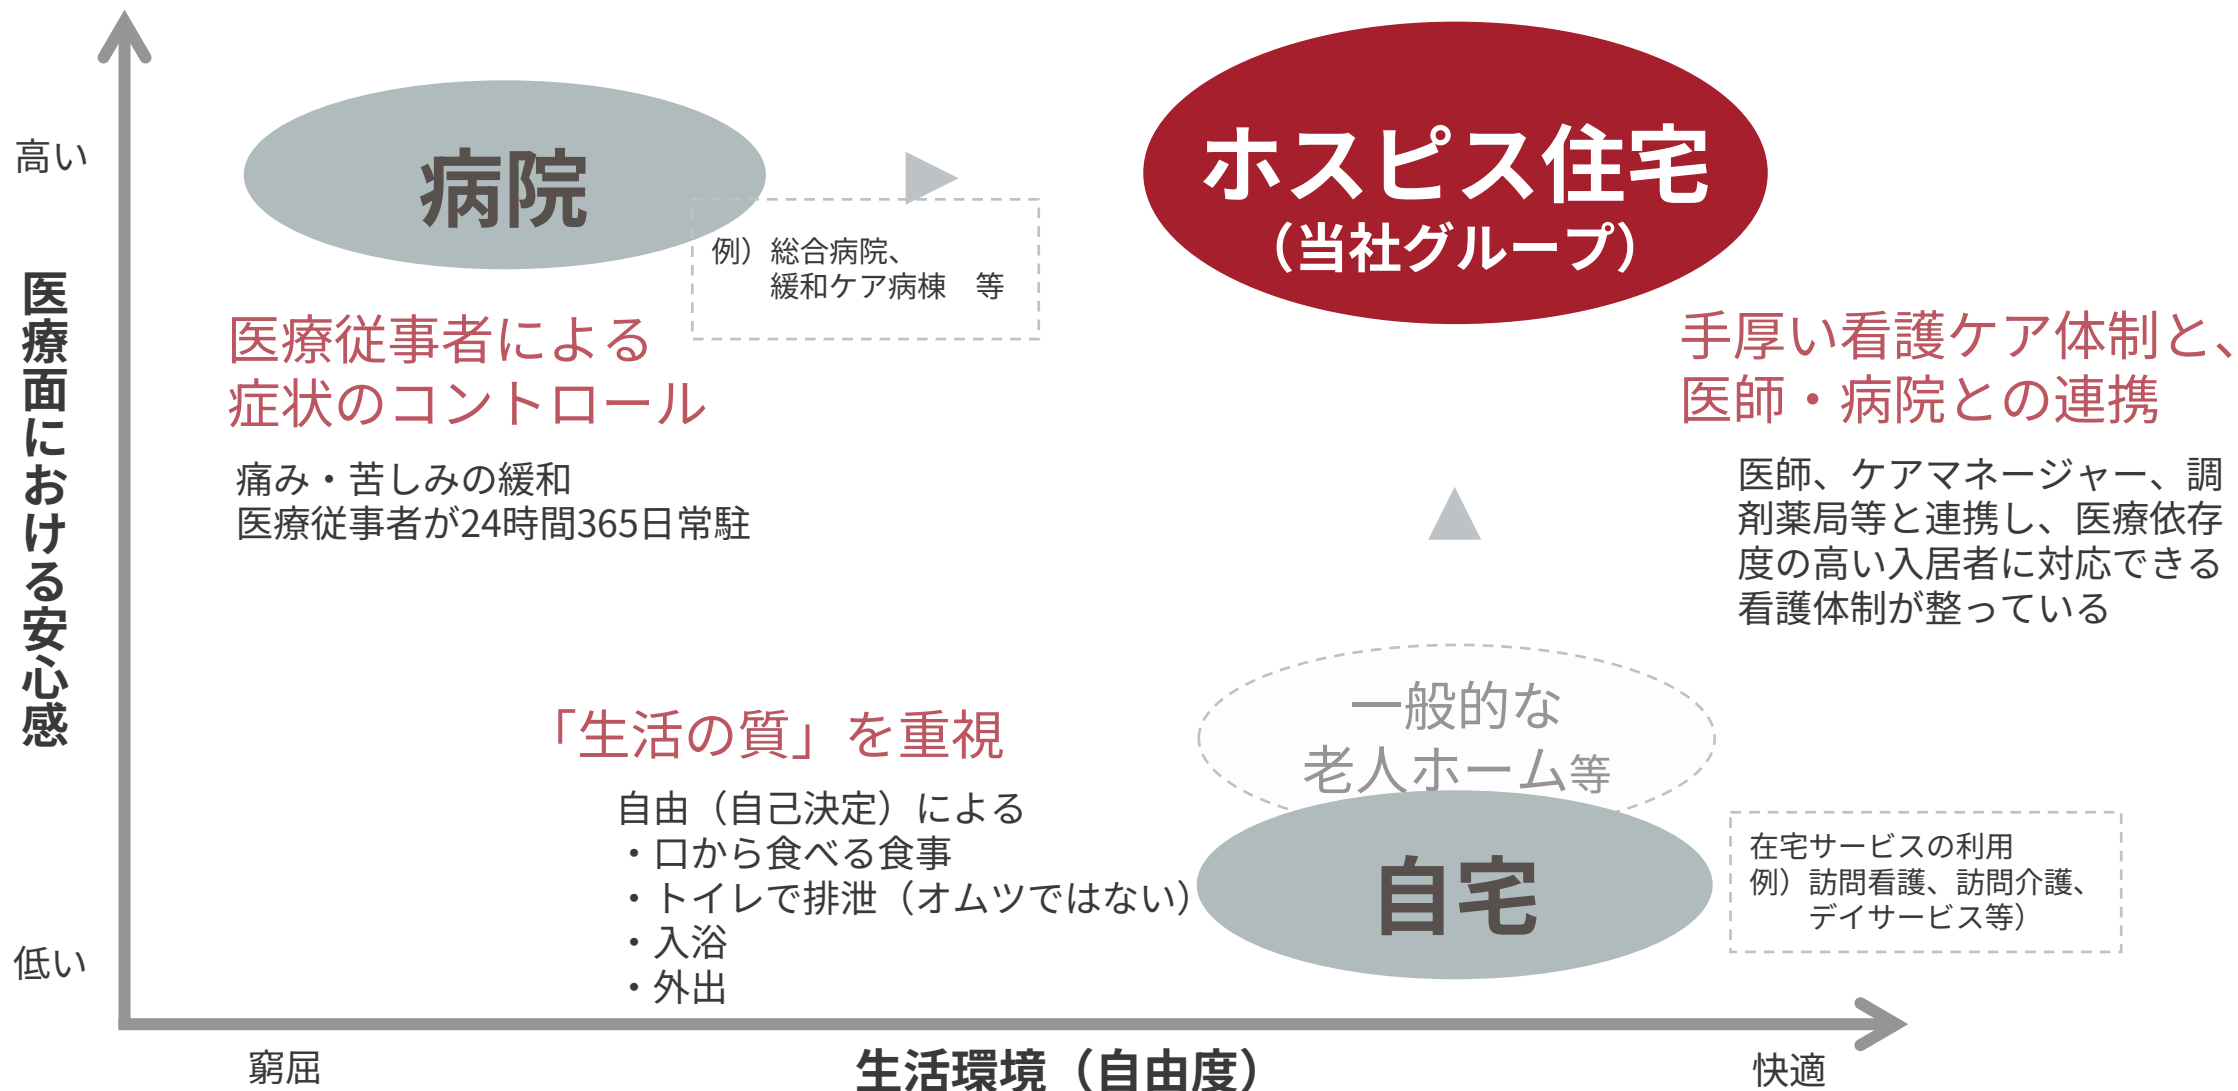 高い
医療面における安心感
低い
病院
例）総合病院、
緩和ケア病棟　等
医療従事者による
症状のコントロール
痛み・苦しみの緩和
医療従事者が24時間365日常駐
ホスピス住宅
（当社グループ）
手厚い看護ケア体制と、
医師・病院との連携
医師、ケアマネージャー、調
剤薬局等と連携し、医療依存
度の高い入居者に対応できる
看護体制が整っている
「生活の質」を重視
自由（自己決定）による
・口から食べる食事
・トイレで排泄（オムツではない）
・入浴
・外出
一般的な
老人ホーム等
自宅
在宅サービスの利用
例）訪問看護、訪問介護、
デイサービス等）
窮屈
生活環境（自由度）
快適